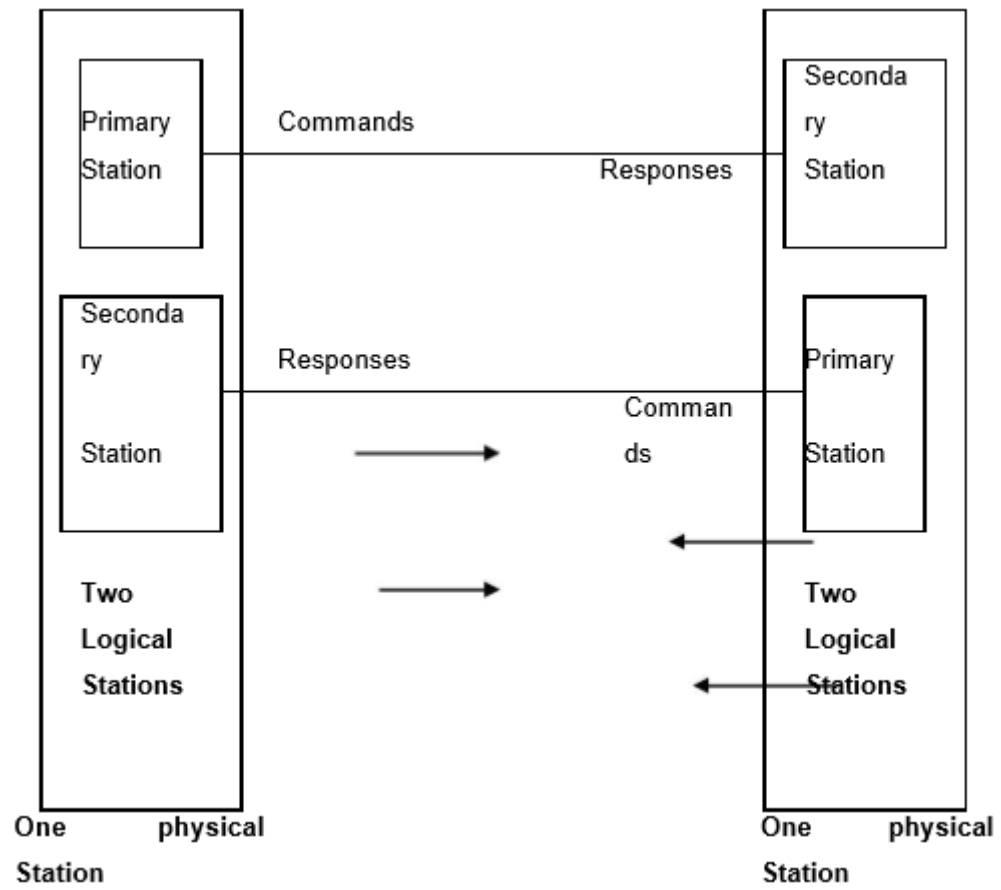 Seconda
Primary
Commands
ry
Station
Responses
Station
Seconda
ry
Responses
Primary
Comman
Station
ds
Station
Two
Two
Logical
Logical
Stations
Stations
One physical
One physical
Station
Station